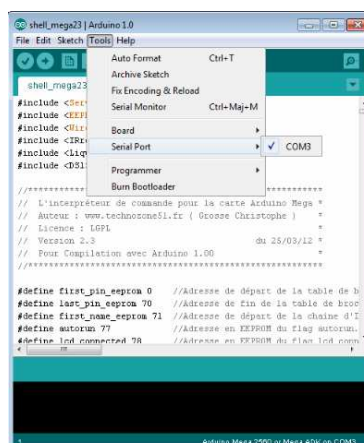 shell_mega23 | Arduino 1.0
File Edit Sketch Tools Help
Auto Format Ctrl+T
Archive Sketch
Fix Encoding & Reload
Serial Monitor Ctrl+Maj+M
Board
Serial Port
COM3
Programmer
Burn Bootloader
shell_mega23
#include <Ser
#include <EEP
#include <Wir
#include <IRre
#include <Liqu
#include <DS1
//
// L'interpréteur de commande pour la carte Arduino Mega *
// Auteur : www.technozone51.fr ( Grosse Christophe ) *
// Licence : LGPL *
// Version 2.3 du 25/03/12 *
// Pour Compilation avec Arduino 1.00 *
#define first_pin_eeprom 0 //Adresse de départ de la table de b
#define last_pin_eeprom 70 //Adresse de fin de la table de broc
#define first_name_eeprom 71 //Adresse de départ de la chaine d'I
#define autorun 77 //Adresse en EEPROM du flag autorun.
#define lcd_connected 78 //Adresse en EEPROM du flag lcd conn
1
Arduino Mega 2560 or Mega ADK on COM3